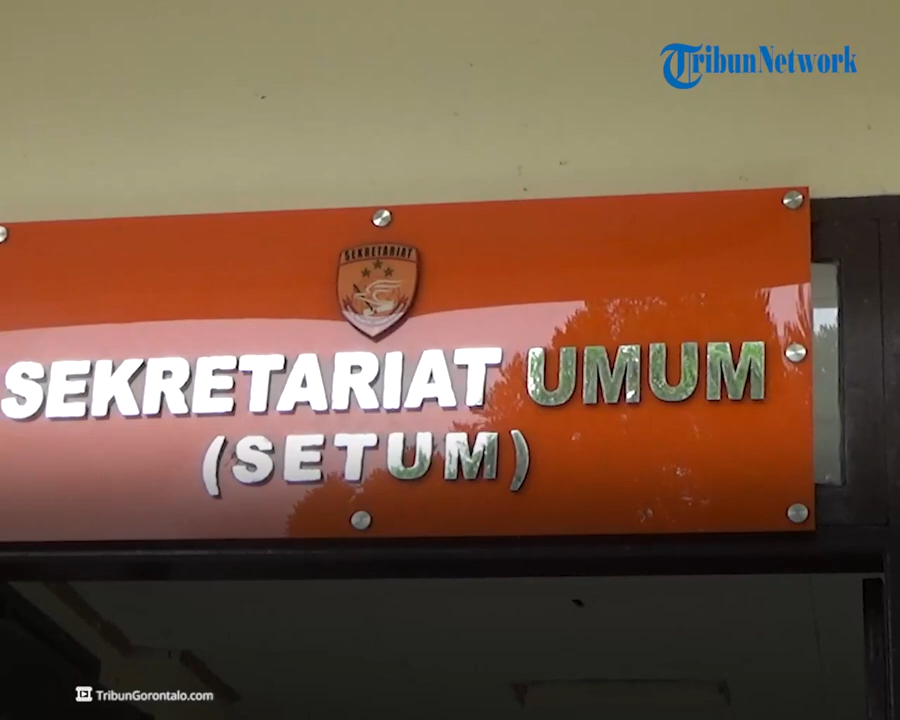 TribunNetwork
SEKRETARIAT
SEKRETARIAT UMUM
(SETUM)
TribunGorontalo.com